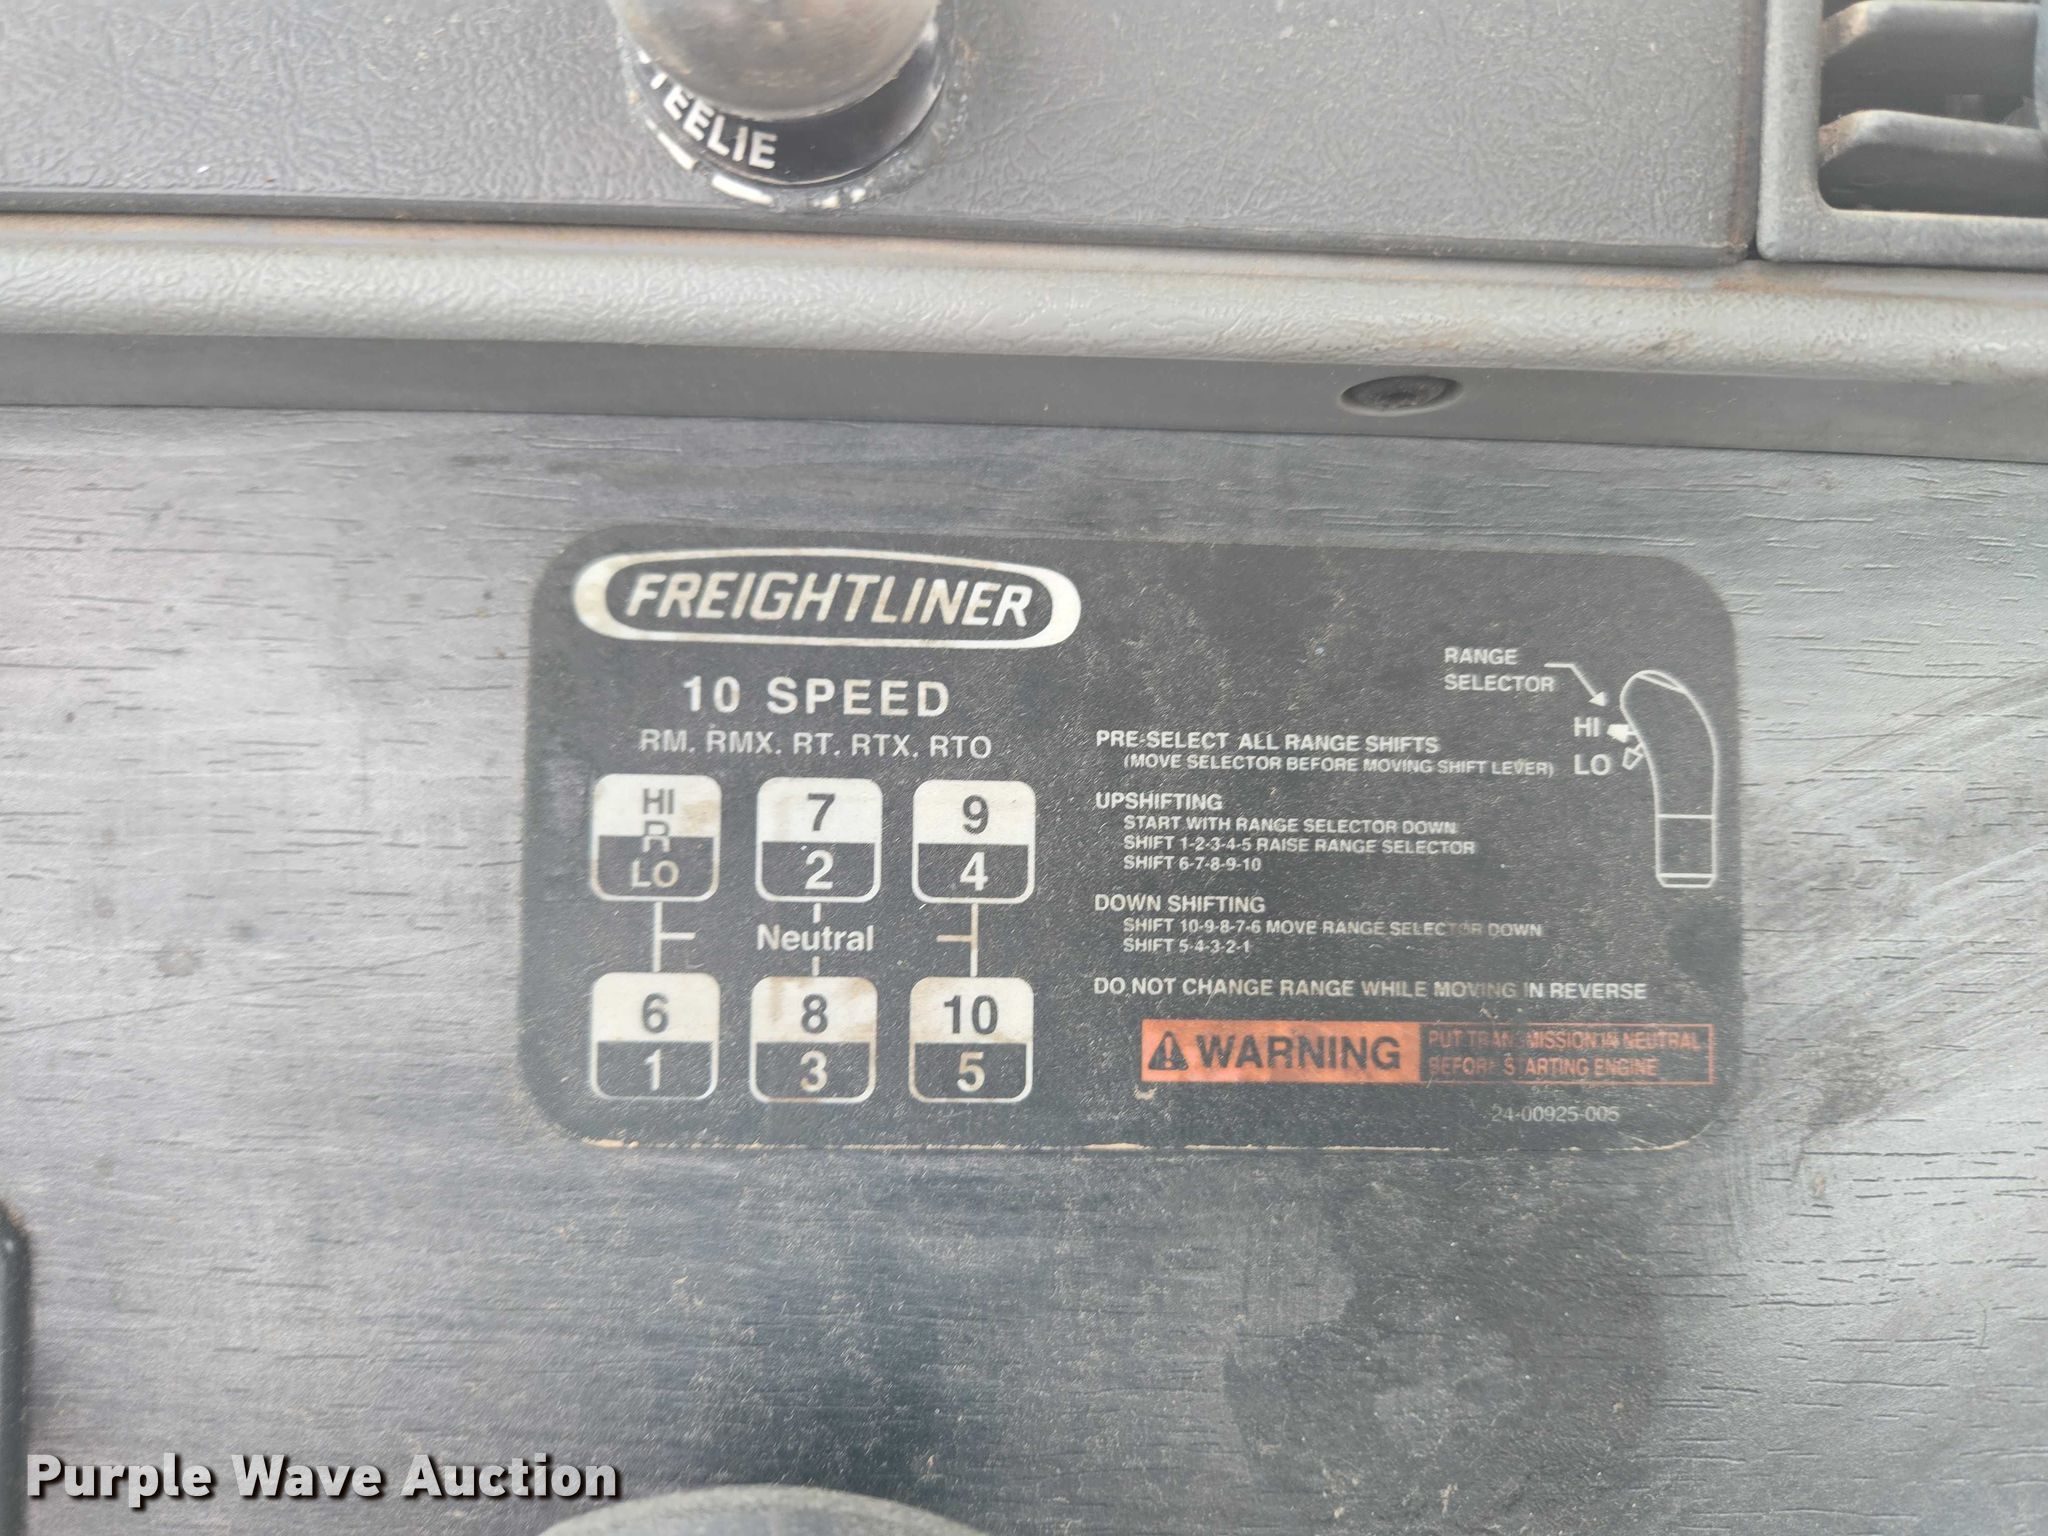 TEELIE
FREIGHTLINER
10 SPEED
RM, RMX, RT, RTX, RTO
HI
R
LO
7
2
9
4
Neutral
6
1
8
3
10
5
RANGE
SELECTOR
HI
LO
PRE-SELECT ALL RANGE SHIFTS
(MOVE SELECTOR BEFORE MOVING SHIFT LEVER)
UPSHIFTING
START WITH RANGE SELECTOR DOWN
SHIFT 1-2-3-4-5 RAISE RANGE SELECTOR
SHIFT 6-7-8-9-10
DOWN SHIFTING
SHIFT 10-9-8-7-6 MOVE RANGE SELECTOR DOWN
SHIFT 5-4-3-2-1
DO NOT CHANGE RANGE WHILE MOVING IN REVERSE
WARNING
PUT TRANSMISSION IN NEUTRAL
BEFORE STARTING ENGINE
24-00925-005
Purple Wave Auction